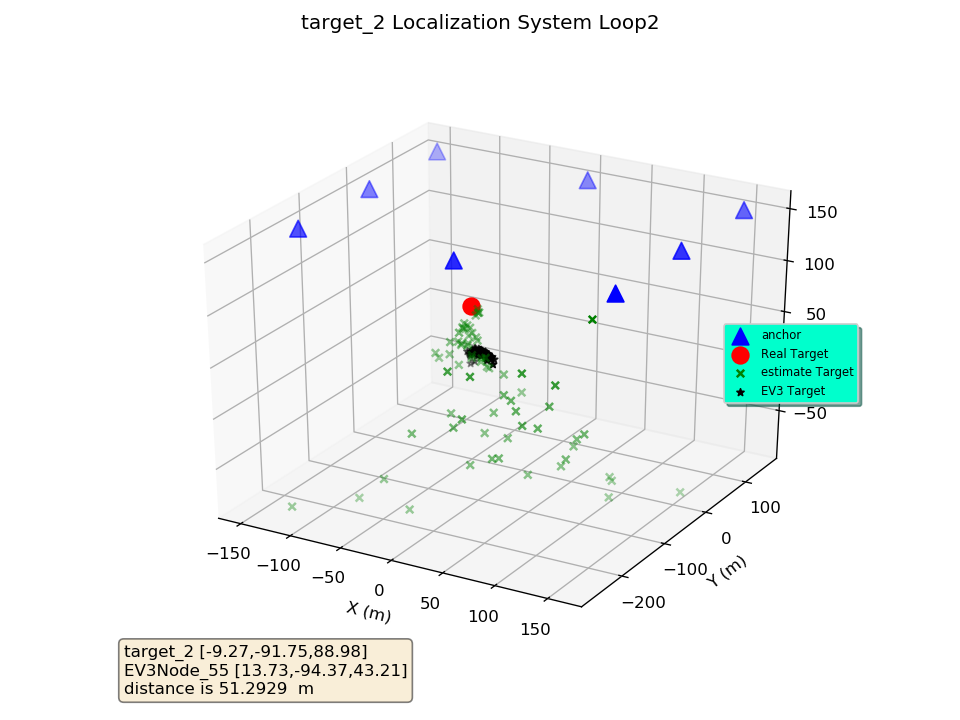 target_2 Localization System Loop2
150
100
50
−50
anchor
Real Target
estimate Target
EV3 Target
100
0
−100
−200
Y (m)
−150
−100
−50
0
50
100
150
X (m)
target_2 [-9.27,-91.75,88.98]
EV3Node_55 [13.73,-94.37,43.21]
distance is 51.2929  m